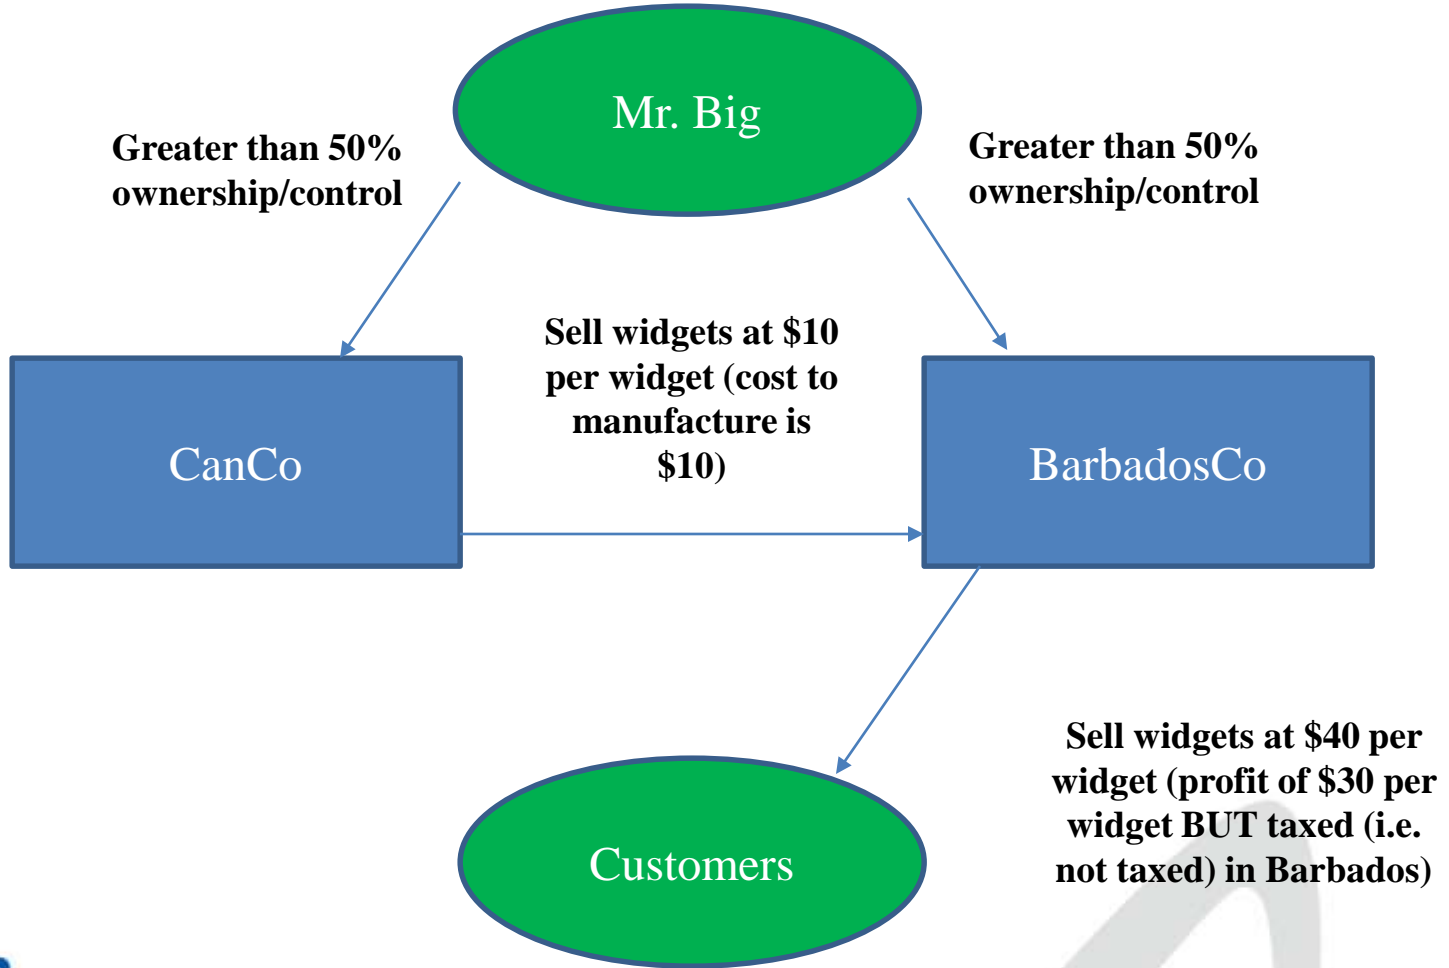 Mr. Big
Greater than 50%
ownership/control
Greater than 50%
ownership/control
Sell widgets at $10
per widget (cost to
manufacture is
$10)
CanCo
BarbadosCo
Sell widgets at $40 per
widget (profit of $30 per
widget BUT taxed (i.e.
not taxed) in Barbados)
Customers